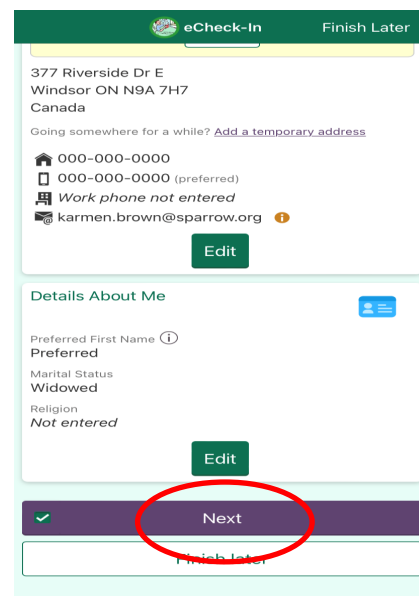 eCheck-In Finish Later
377 Riverside Dr E
Windsor ON N9A 7H7
Canada
Going somewhere for a while? Add a temporary address
000-000-0000
000-000-0000 (preferred)
Work phone not entered
karmen.brown@sparrow.org
Edit
Details About Me
Preferred First Name
Preferred
Marital Status
Widowed
Religion
Not entered
Edit
Next
Finish later